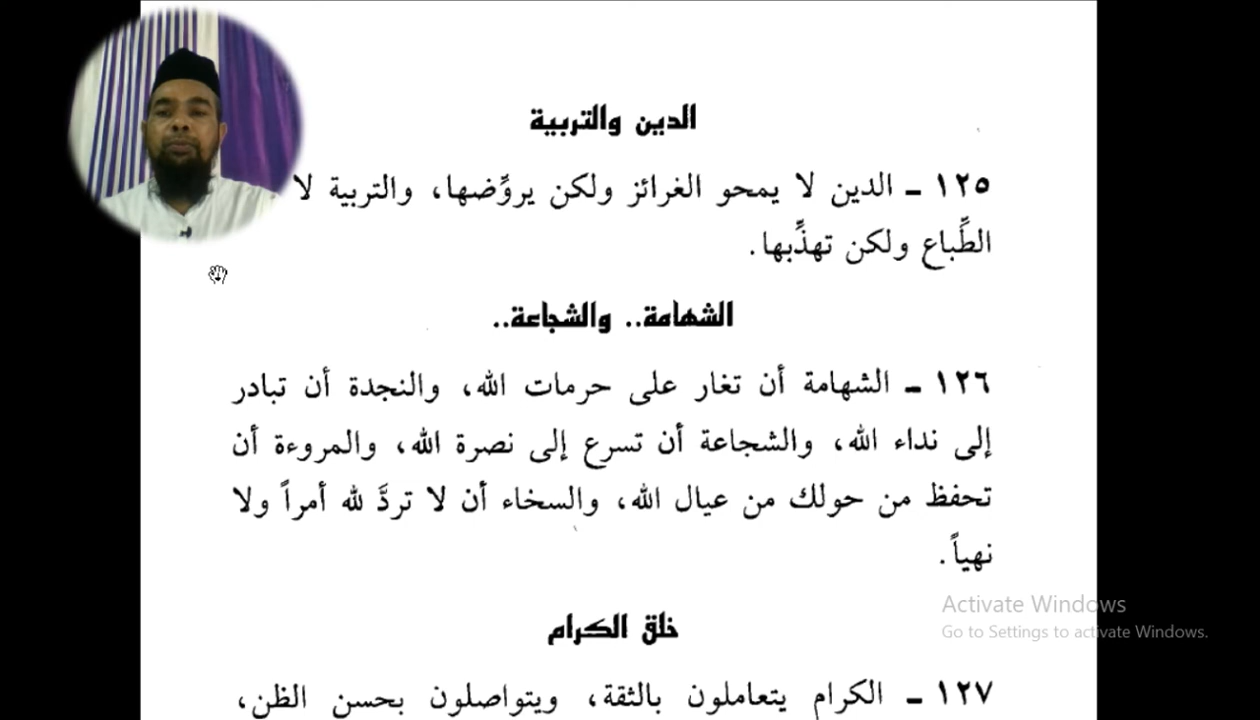 الدين والتربية
١٢٥ ـ الدين لا يمحو الغرائز ولكن يروِّضها، والتربية لا
الطِّباع ولكن تهذِّبها.
الشهامة.. والشجاعة..
١٢٦ ـ الشهامة أن تغار على حرمات الله، والنجدة أن تبادر
إلى نداء الله، والشجاعة أن تسرع إلى نصرة الله، والمروءة أن
تحفظ من حولك من عيال الله، والسخاء أن لا تردَّ لله أمراً ولا
نهياً.
Activate Windows
Go to Settings to activate Windows.
خلق الكرام
١٢٧ ـ الكرام يتعاملون بالثقة، ويتواصلون بحسن الظن،